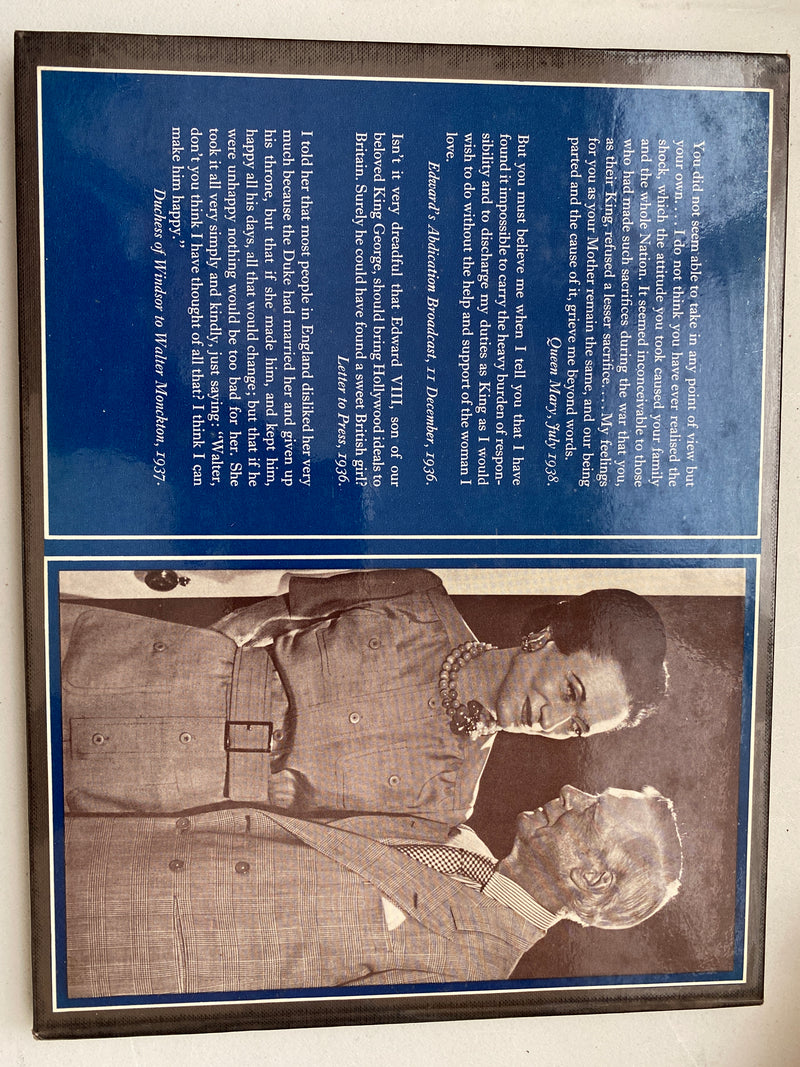 You did not seem able to take in any point of view but
your own. . . . I do not think you have ever realised the
shock, which the attitude you took caused your family
and the whole Nation. It seemed inconceivable to those
who had made such sacrifices during the war that you,
as their King, refused a lesser sacrifice. . . . My feelings
for you as your Mother remain the same, and our being
parted and the cause of it, grieve me beyond words.
Queen Mary, July 1938.
But you must believe me when I tell you that I have
found it impossible to carry the heavy burden of respon-
sibility and to discharge my duties as King as I would
wish to do without the help and support of the woman I
love.
Edward's Abdication Broadcast, 11 December, 1936.
Isn't it very dreadful that Edward VIII, son of our
beloved King George, should bring Hollywood ideals to
Britain. Surely he could have found a sweet British girl?
Letter to Press, 1936.
I told her that most people in England disliked her very
much because the Duke had married her and given up
his throne, but that if she made him, and kept him,
happy all his days, all that would change; but that if he
were unhappy nothing would be too bad for her. She
took it all very simply and kindly, just saying: "Walter,
don't you think I have thought of all that? I think I can
make him happy."
Duchess of Windsor to Walter Monckton, 1937.